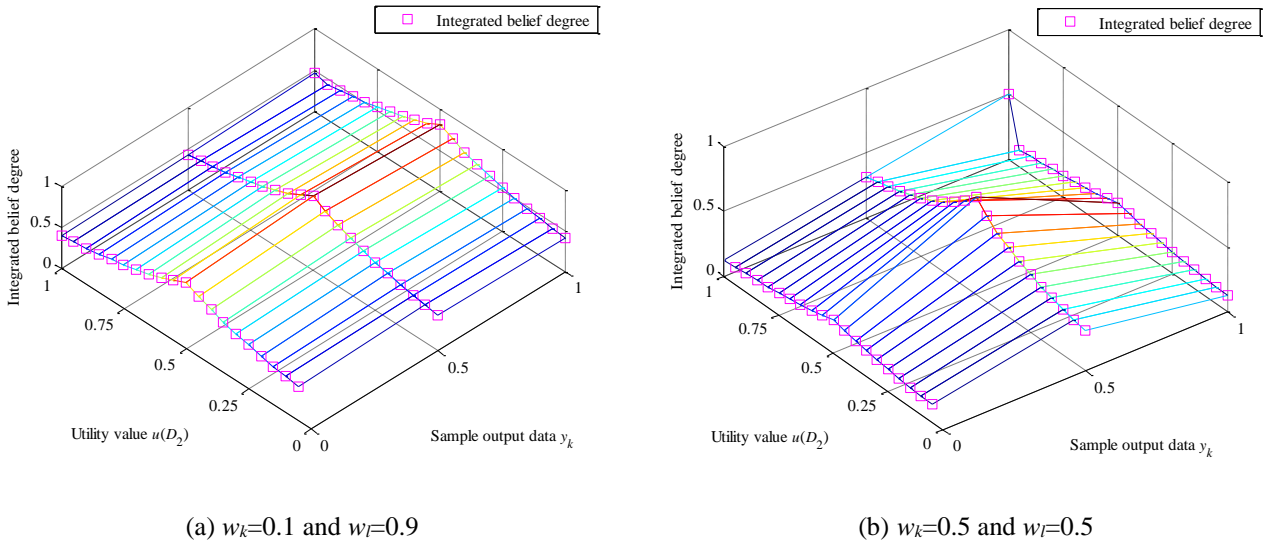 Integrated belief degree
Integrated belief degree
1
0.5
0
1
0.75
0.5
0.25
0
0
0.5
1
Utility value u(D2)
Sample output data yk
(a) wk=0.1 and wl=0.9
Integrated belief degree
Integrated belief degree
1
0.5
0
1
0.75
0.5
0.25
0
0
0.5
1
Utility value u(D2)
Sample output data yk
(b) wk=0.5 and wl=0.5